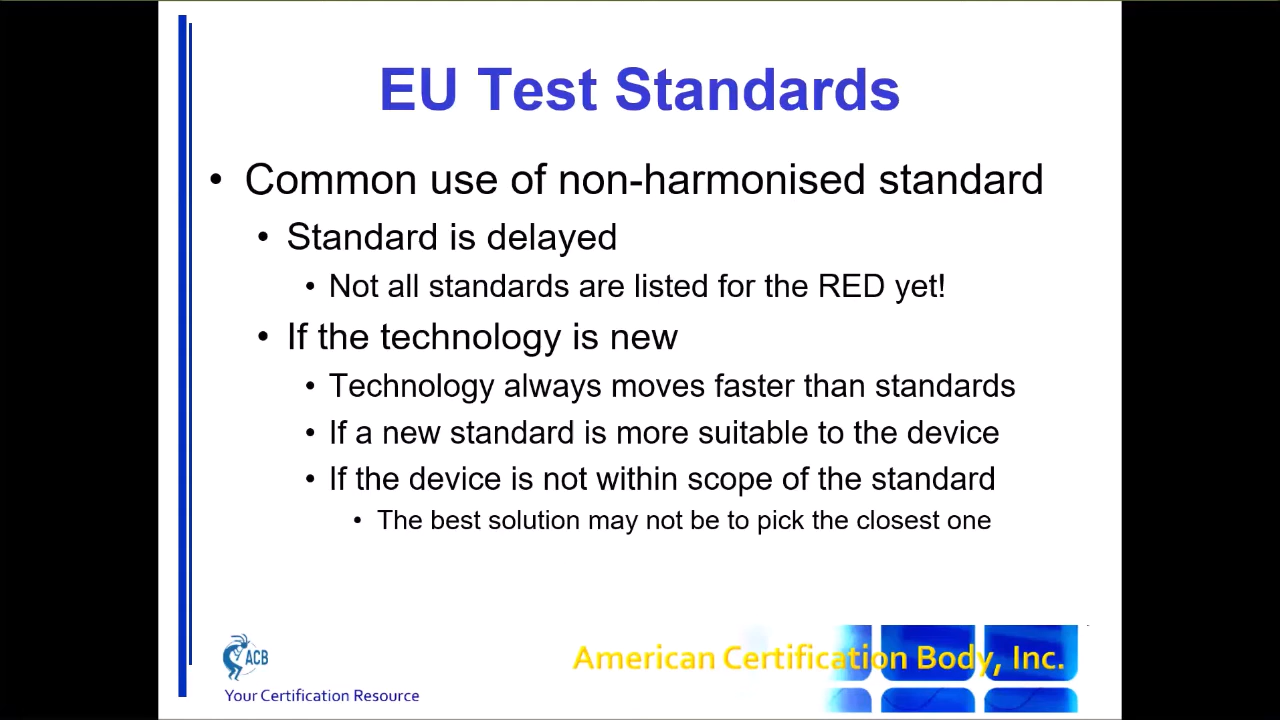 EU Test Standards
• Common use of non-harmonised standard
• Standard is delayed
• Not all standards are listed for the RED yet!
• If the technology is new
• Technology always moves faster than standards
• If a new standard is more suitable to the device
• If the device is not within scope of the standard
• The best solution may not be to pick the closest one
ACB
Your Certification Resource
American Certification Body, Inc.